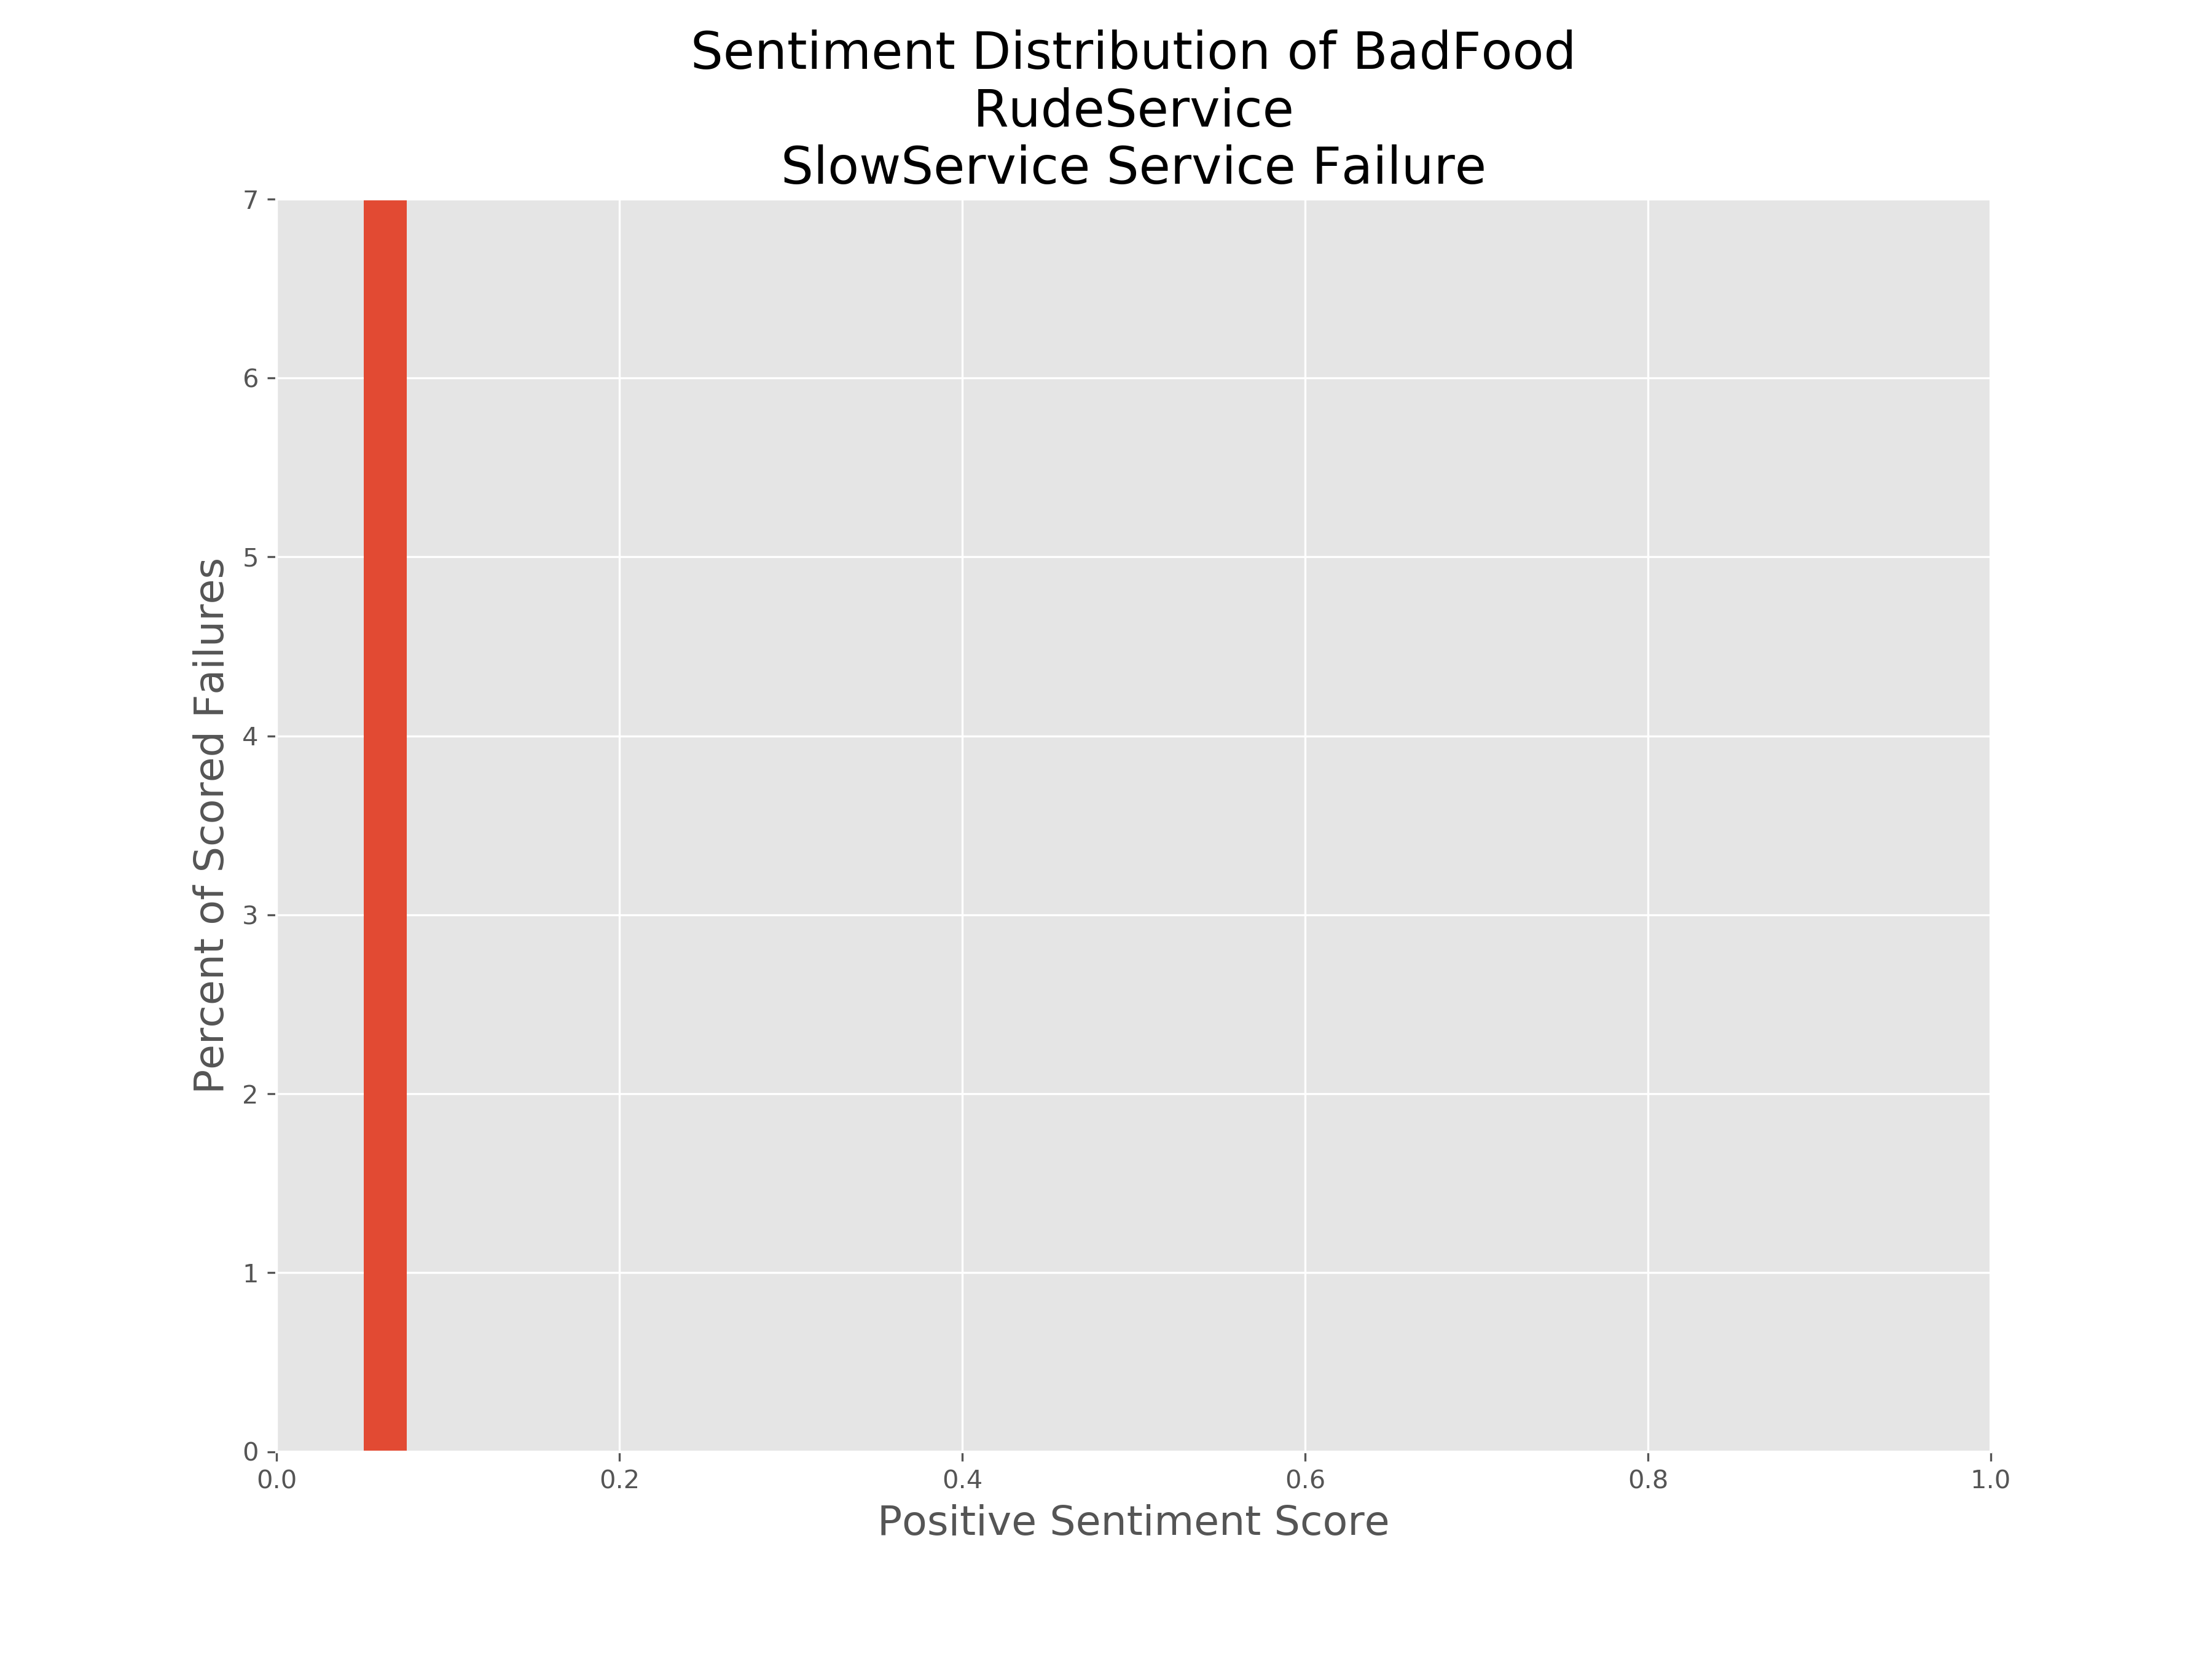 Sentiment Distribution of BadFood
RudeService
SlowService Service Failure
7
6
5
4
3
2
1
0
Percent of Scored Failures
0.0 0.2 0.4 0.6 0.8 1.0
Positive Sentiment Score